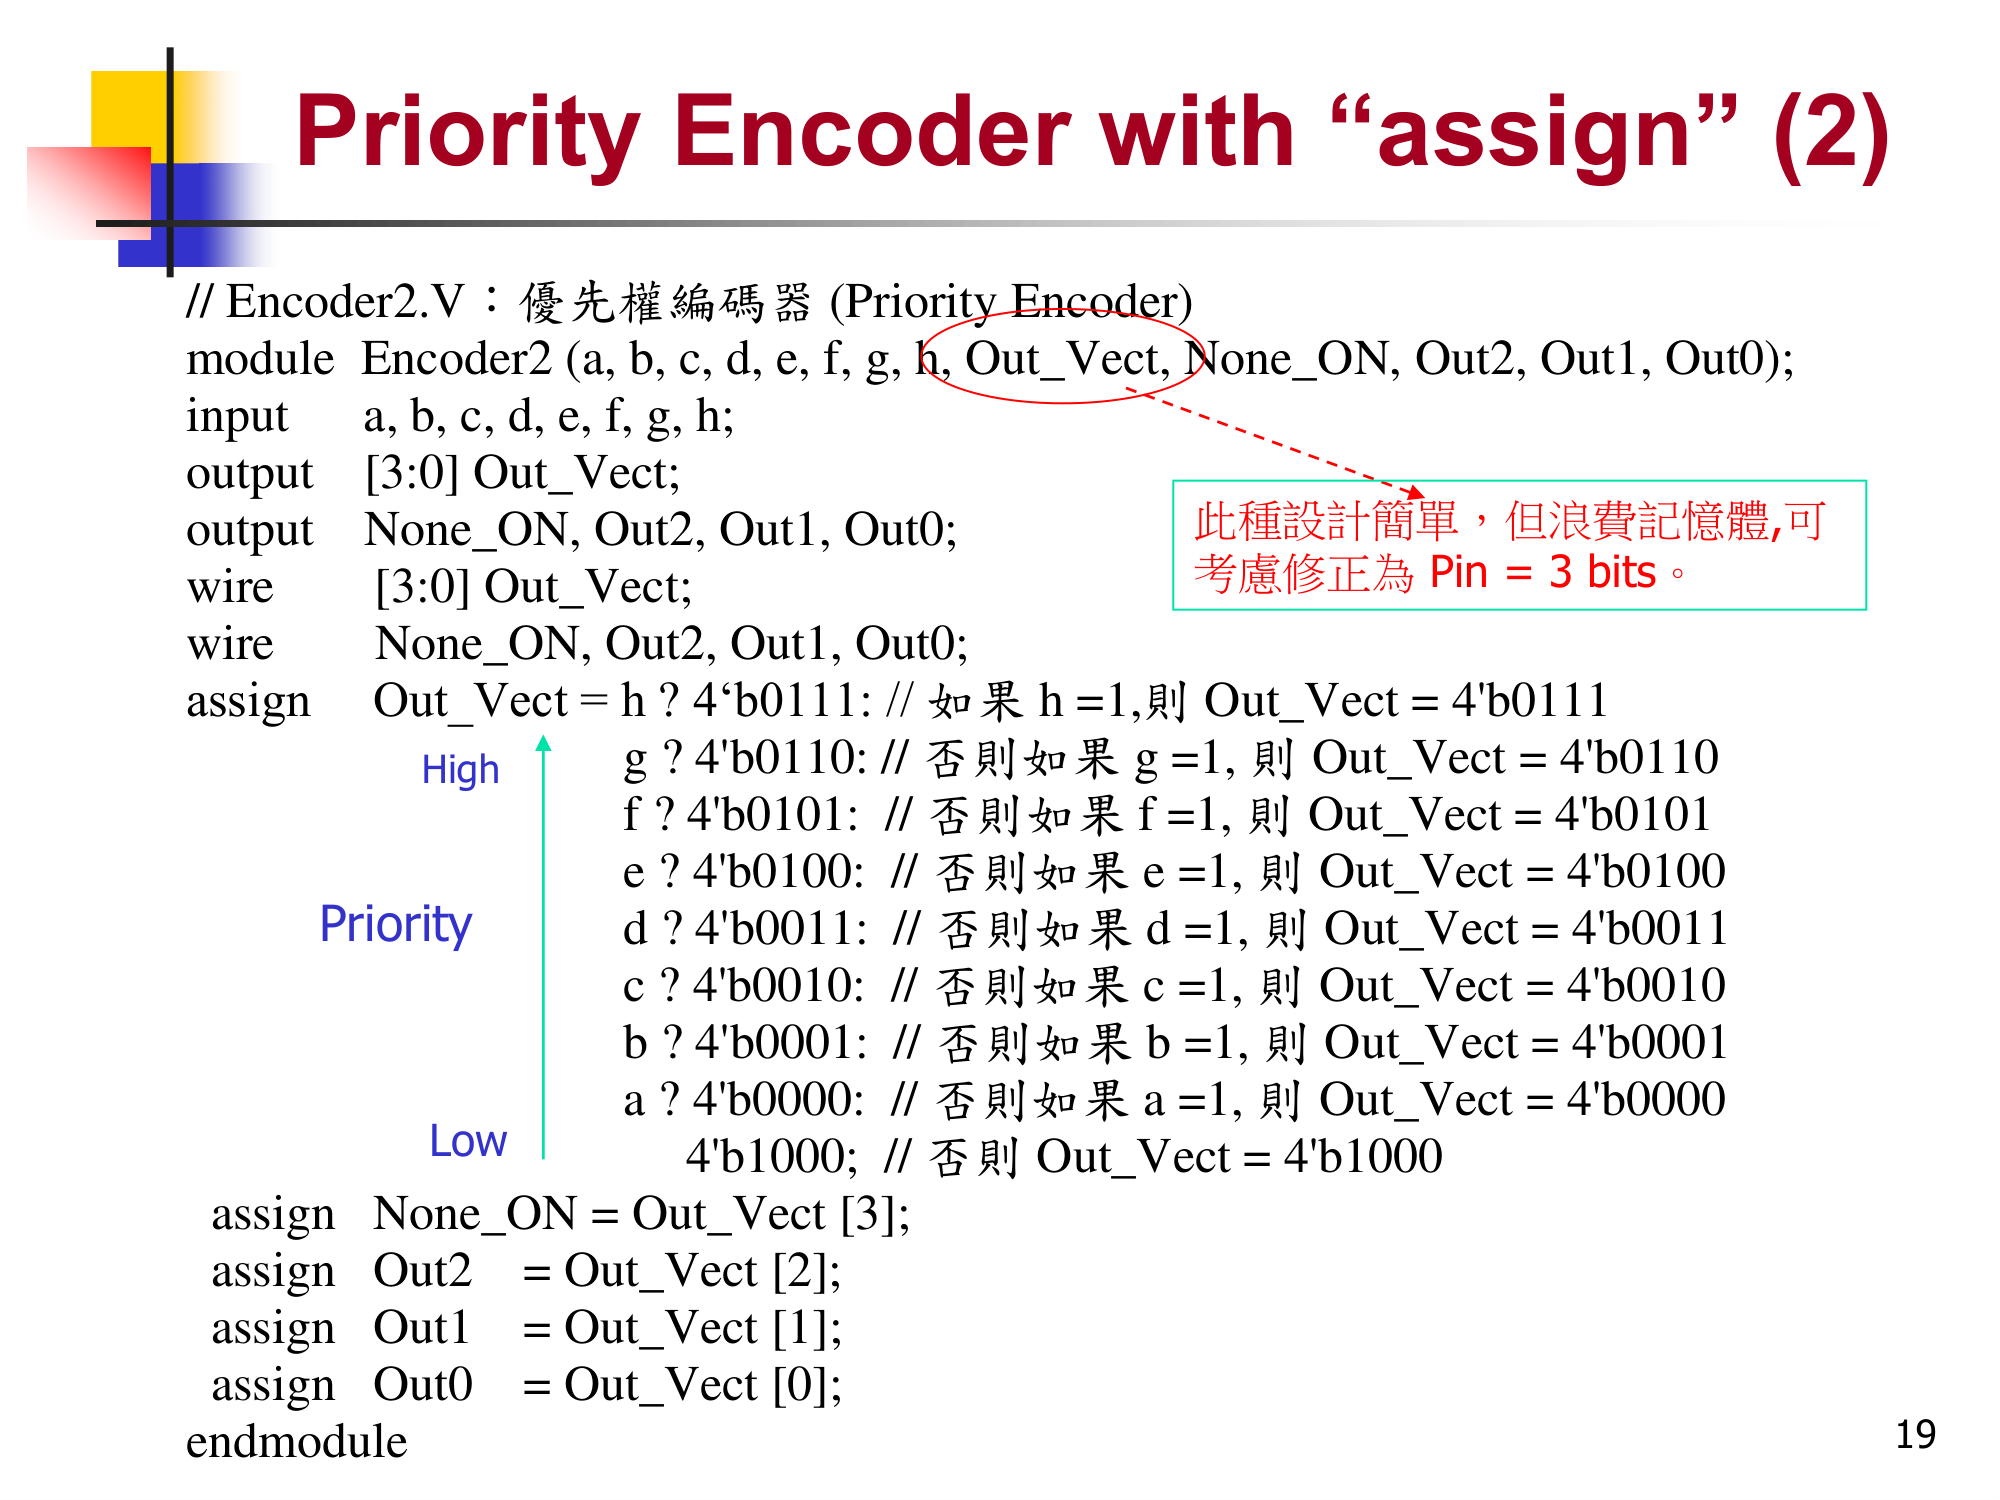 Priority Encoder with “assign” (2)
// Encoder2.V：優先權編碼器 (Priority Encoder)
module Encoder2 (a, b, c, d, e, f, g, h, Out_Vect, None_ON, Out2, Out1, Out0);
input a, b, c, d, e, f, g, h;
output [3:0] Out_Vect;
output None_ON, Out2, Out1, Out0;
此種設計簡單，但浪費記憶體,可
考慮修正為 Pin = 3 bits。
wire [3:0] Out_Vect;
wire None_ON, Out2, Out1, Out0;
assign Out_Vect = h ? 4‘b0111: // 如果 h =1,則 Out_Vect = 4'b0111
High
g ? 4'b0110: // 否則如果 g =1, 則 Out_Vect = 4'b0110
f ? 4'b0101: // 否則如果 f =1, 則 Out_Vect = 4'b0101
e ? 4'b0100: // 否則如果 e =1, 則 Out_Vect = 4'b0100
Priority
d ? 4'b0011: // 否則如果 d =1, 則 Out_Vect = 4'b0011
c ? 4'b0010: // 否則如果 c =1, 則 Out_Vect = 4'b0010
b ? 4'b0001: // 否則如果 b =1, 則 Out_Vect = 4'b0001
a ? 4'b0000: // 否則如果 a =1, 則 Out_Vect = 4'b0000
Low
4'b1000; // 否則 Out_Vect = 4'b1000
assign None_ON = Out_Vect [3];
assign Out2 = Out_Vect [2];
assign Out1 = Out_Vect [1];
assign Out0 = Out_Vect [0];
endmodule
19